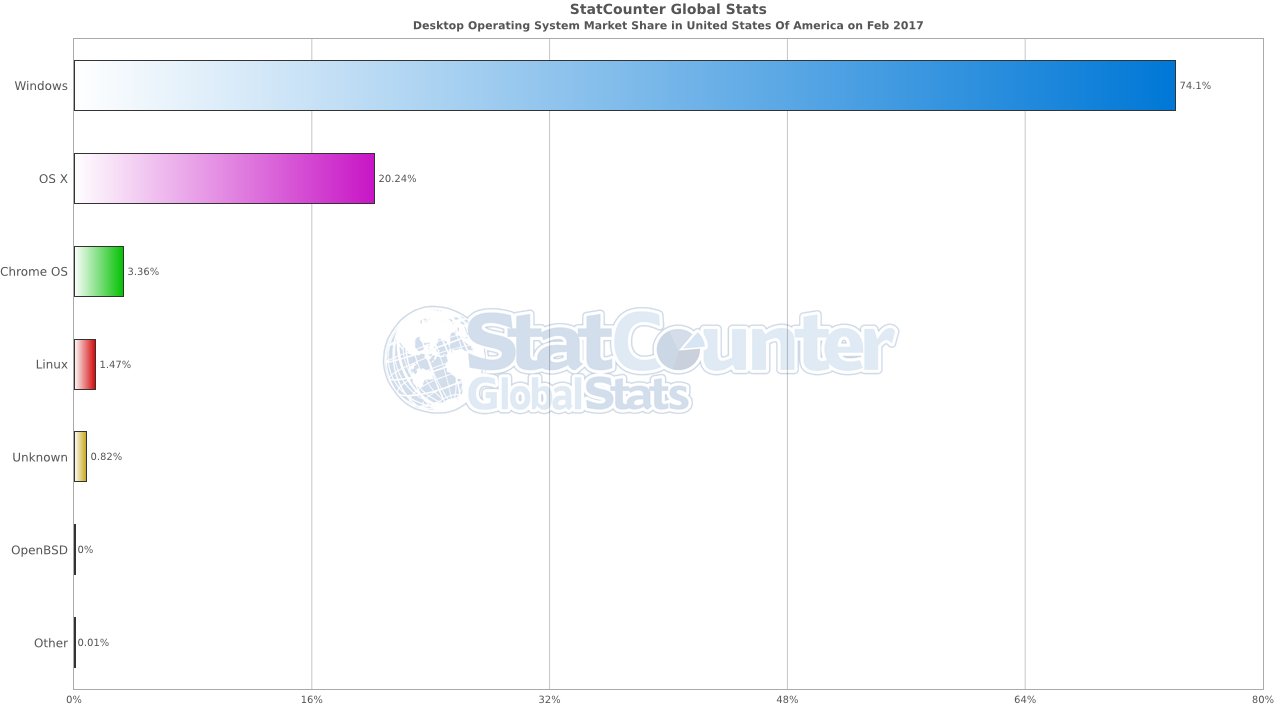 StatCounter Global Stats
Desktop Operating System Market Share in United States Of America on Feb 2017
Windows 74.1%
OS X 20.24%
Chrome OS 3.36%
StatCounter
GlobalStats
Linux 1.47%
Unknown 0.82%
OpenBSD 0%
Other 0.01%
0% 16% 32% 48% 64% 80%